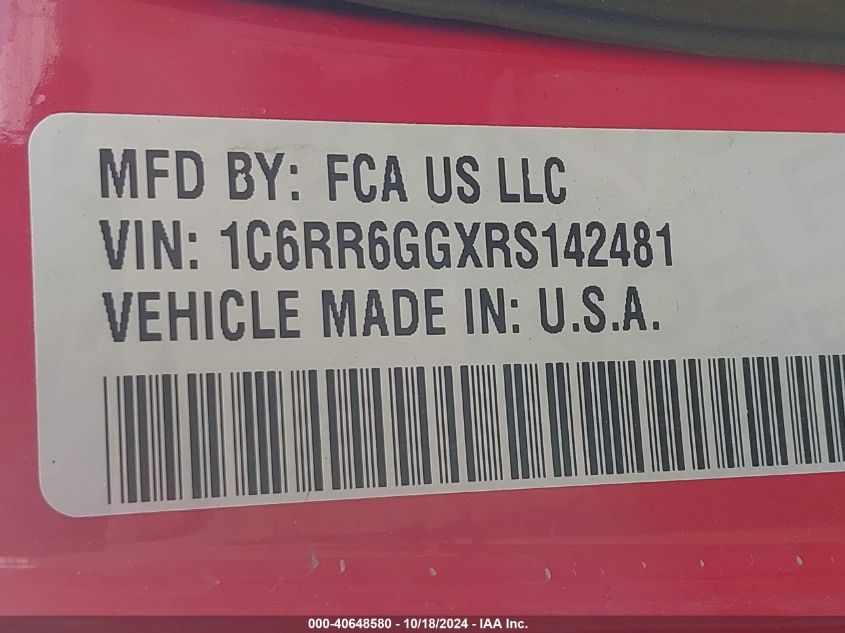 MFD BY: FCA US LLC
VIN: 1C6RR6GGXRS142481
VEHICLE MADE IN: U.S.A.
000-40648580 - 10/18/2024 - IAA Inc.